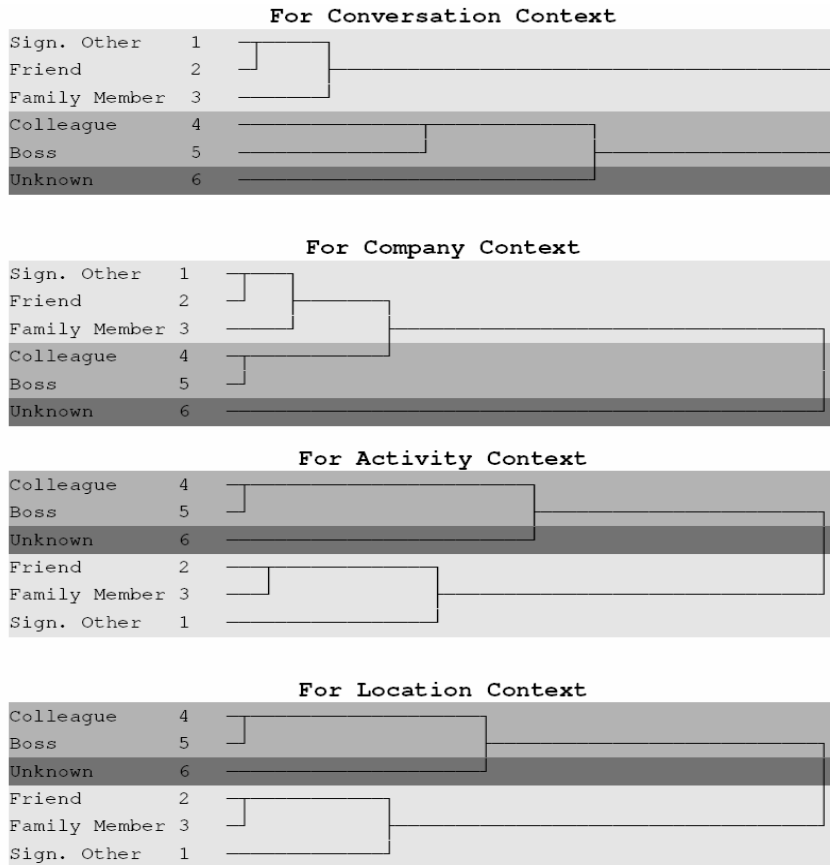 For Conversation Context
Sign. Other 1
Friend 2
Family Member 3
Colleague 4
Boss 5
Unknown 6
For Company Context
Sign. Other 1
Friend 2
Family Member 3
Colleague 4
Boss 5
Unknown 6
For Activity Context
Colleague 4
Boss 5
Unknown 6
Friend 2
Family Member 3
Sign. Other 1
For Location Context
Colleague 4
Boss 5
Unknown 6
Friend 2
Family Member 3
Sign. Other 1